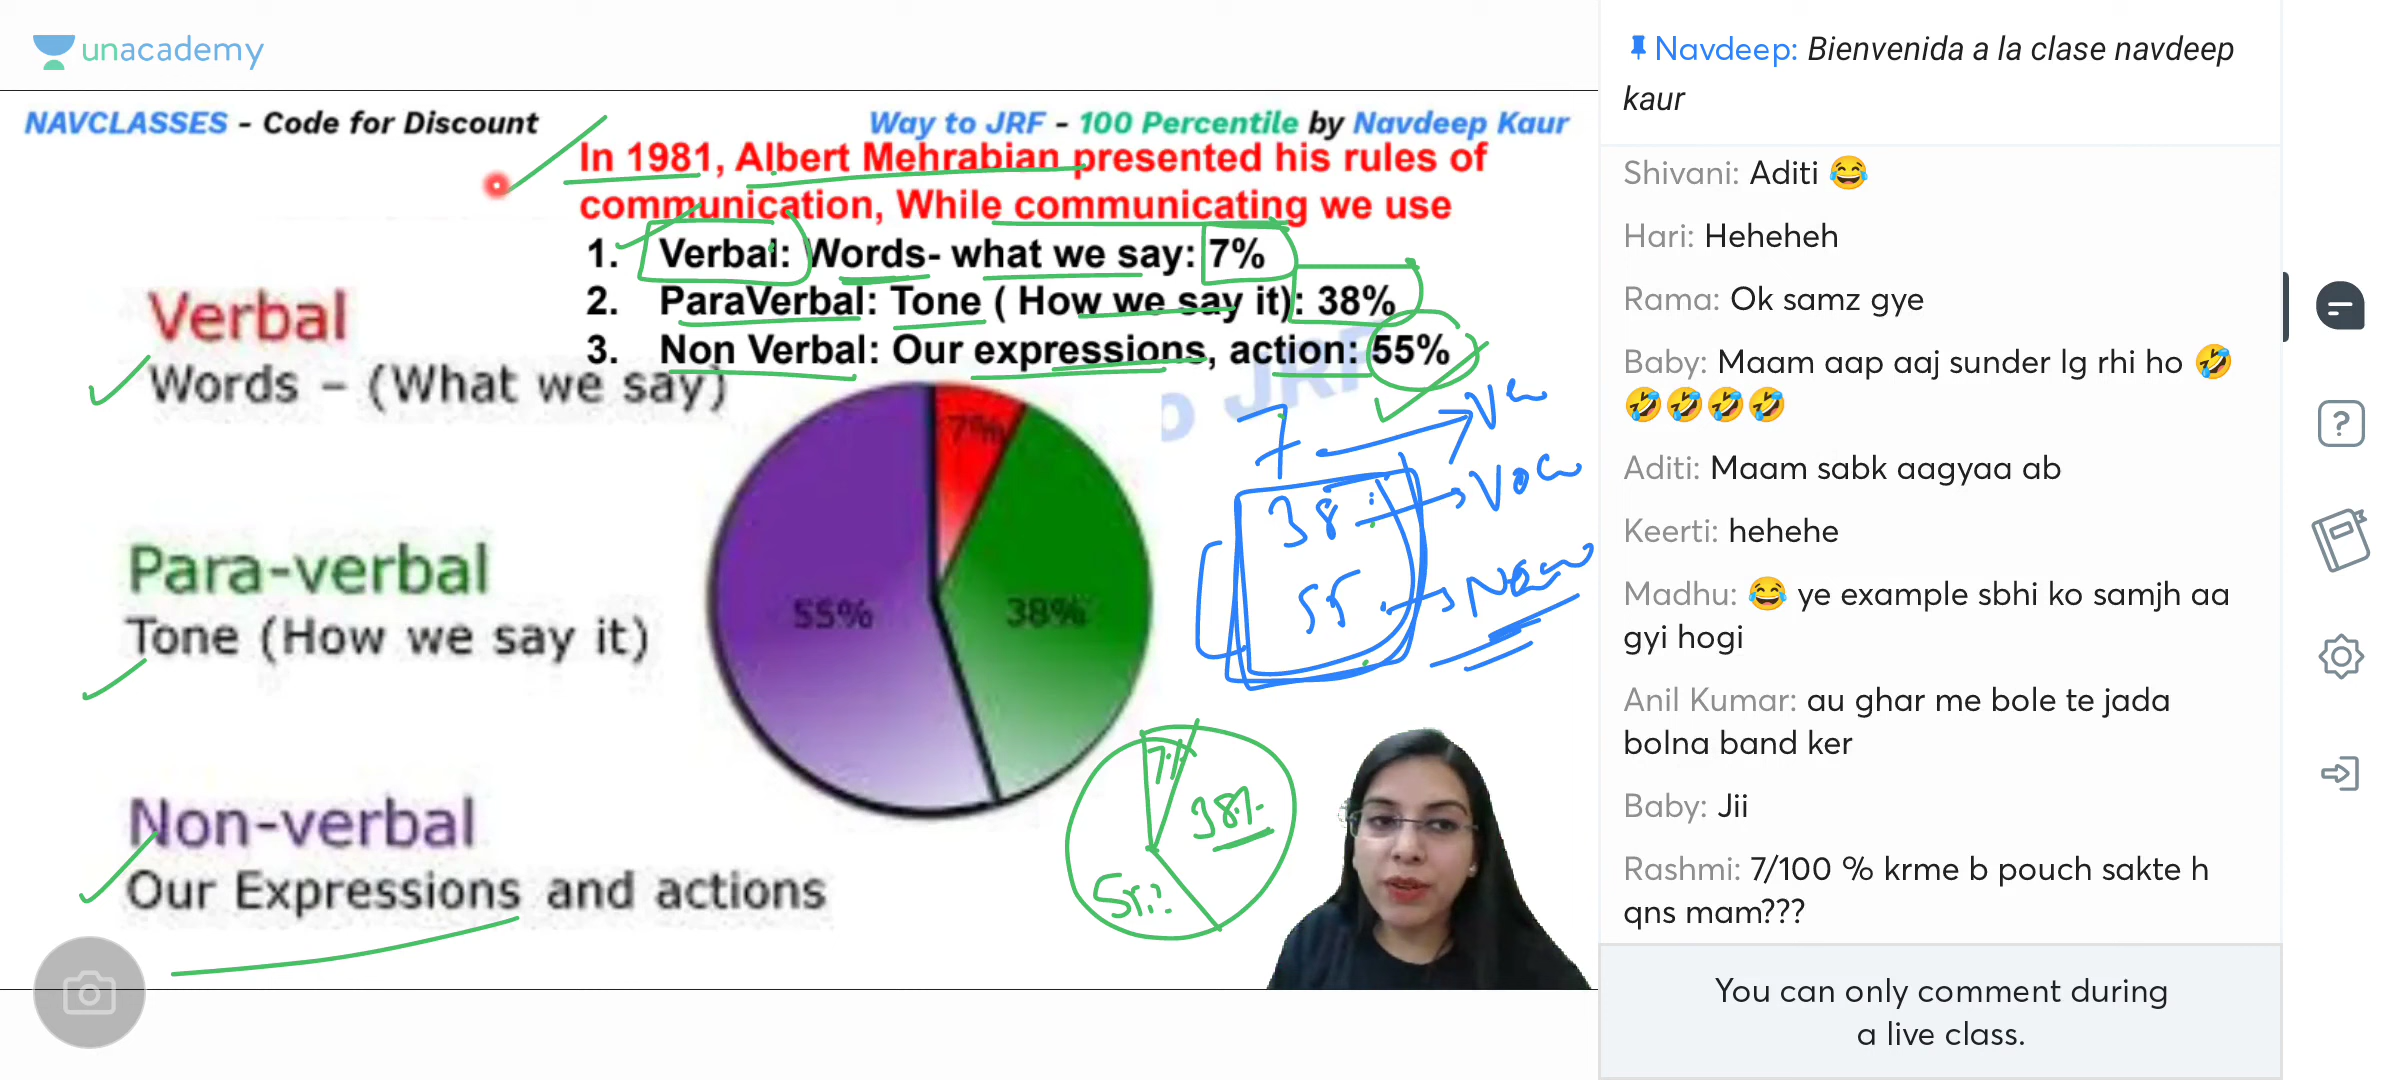 unacademy
NAVCLASSES - Code for Discount
Way to JRF - 100 Percentile by Navdeep Kaur
In 1981, Albert Mehrabian presented his rules of
communication, While communicating we use
1. Verbal: Words- what we say: 7%
2. ParaVerbal: Tone ( How we say it): 38%
3. Non Verbal: Our expressions, action: 55%
Verbal
Words – (What we say)
Para-verbal
Tone (How we say it)
Non-verbal
Our Expressions and actions
7%
38%
55%
JRF
7
38
55
7%
38%
Navdeep: Bienvenida a la clase navdeep
kaur
Shivani: Aditi 😂
Hari: Heheheh
Rama: Ok samz gye
Baby: Maam aap aaj sunder lg rhi ho 🤣
🤣🤣🤣🤣
Aditi: Maam sabk aagyaa ab
Keerti: hehehe
Madhu: 😂 ye example sbhi ko samjh aa
gyi hogi
Anil Kumar: au ghar me bole te jada
bolna band ker
Baby: Jii
Rashmi: 7/100 % krme b pouch sakte h
qns mam???
You can only comment during
a live class.